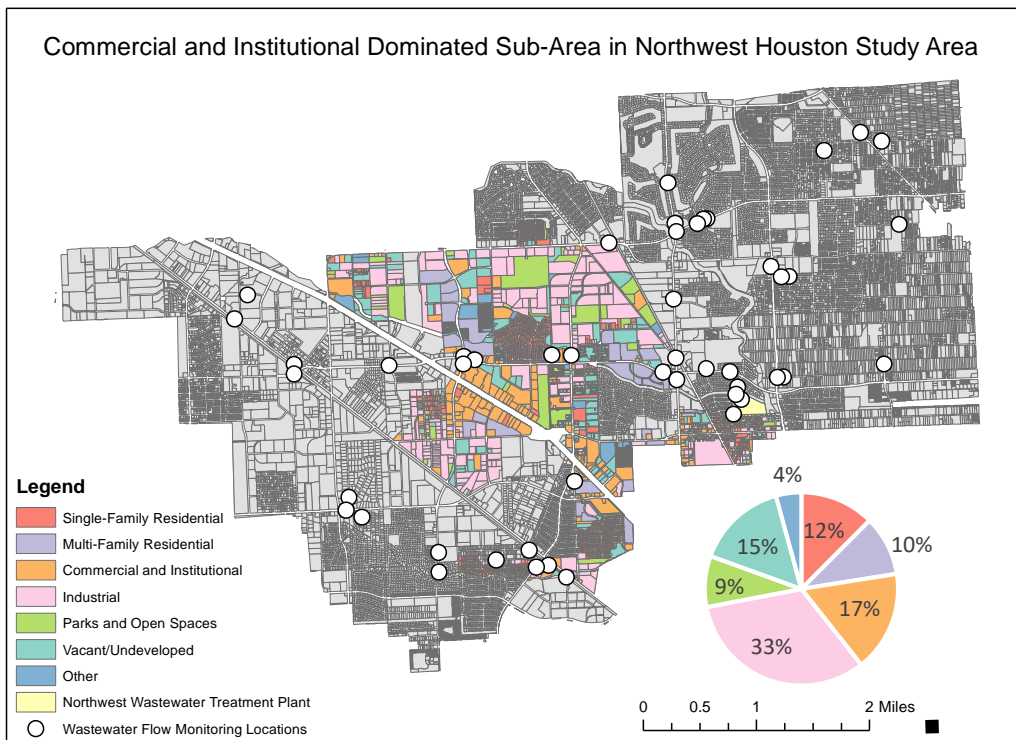 Commercial and Institutional Dominated Sub-Area in Northwest Houston Study Area
Legend
Single-Family Residential
Multi-Family Residential
Commercial and Institutional
Industrial
Parks and Open Spaces
Vacant/Undeveloped
Other
Northwest Wastewater Treatment Plant
Wastewater Flow Monitoring Locations
4%
12%
10%
15%
9%
17%
33%
0 0.5 1 2 Miles